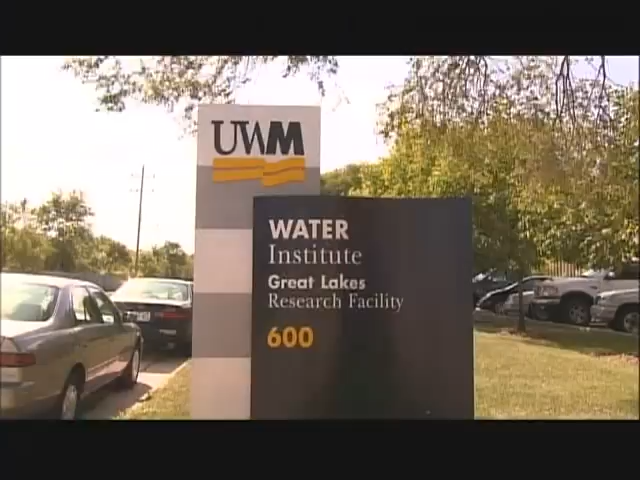 UWM
WATER
Institute
Great Lakes
Research Facility
600